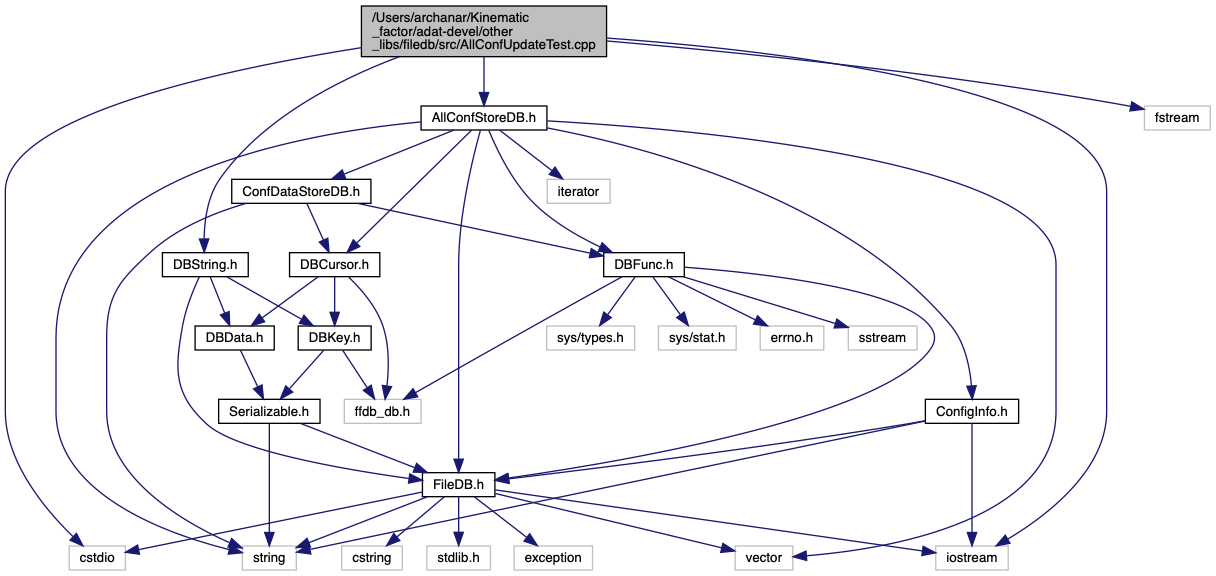 /Users/archanar/Kinematic
_factor/adat-devel/other
_libs/filedb/src/AllConfUpdateTest.cpp
AllConfStoreDB.h
fstream
ConfDataStoreDB.h
iterator
DBString.h
DBCursor.h
DBFunc.h
DBData.h
DBKey.h
sys/types.h
sys/stat.h
errno.h
sstream
Serializable.h
ffdb_db.h
ConfigInfo.h
FileDB.h
cstdio
string
cstring
stdlib.h
exception
vector
iostream